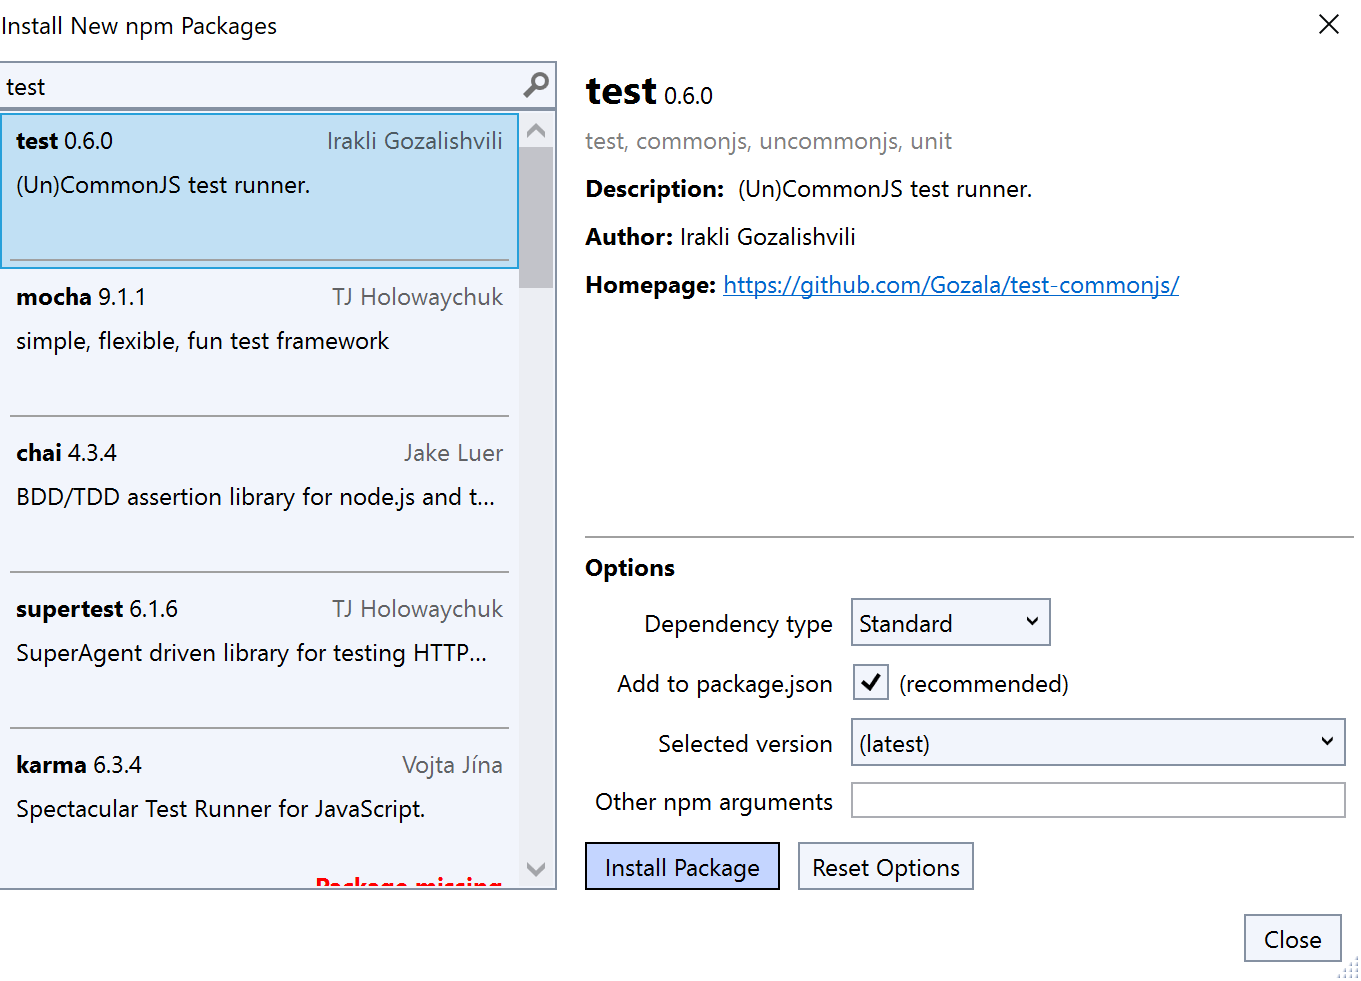 Install New npm Packages
test
test 0.6.0 Irakli Gozalishvili
(Un)CommonJS test runner.
mocha 9.1.1 TJ Holowaychuk
simple, flexible, fun test framework
chai 4.3.4 Jake Luer
BDD/TDD assertion library for node.js and t...
supertest 6.1.6 TJ Holowaychuk
SuperAgent driven library for testing HTTP...
karma 6.3.4 Vojta Jína
Spectacular Test Runner for JavaScript.
Package missing
test 0.6.0
test, commonjs, uncommonjs, unit
Description: (Un)CommonJS test runner.
Author: Irakli Gozalishvili
Homepage: https://github.com/Gozala/test-commonjs/
Options
Dependency type Standard
Add to package.json (recommended)
Selected version (latest)
Other npm arguments
Install Package Reset Options
Close